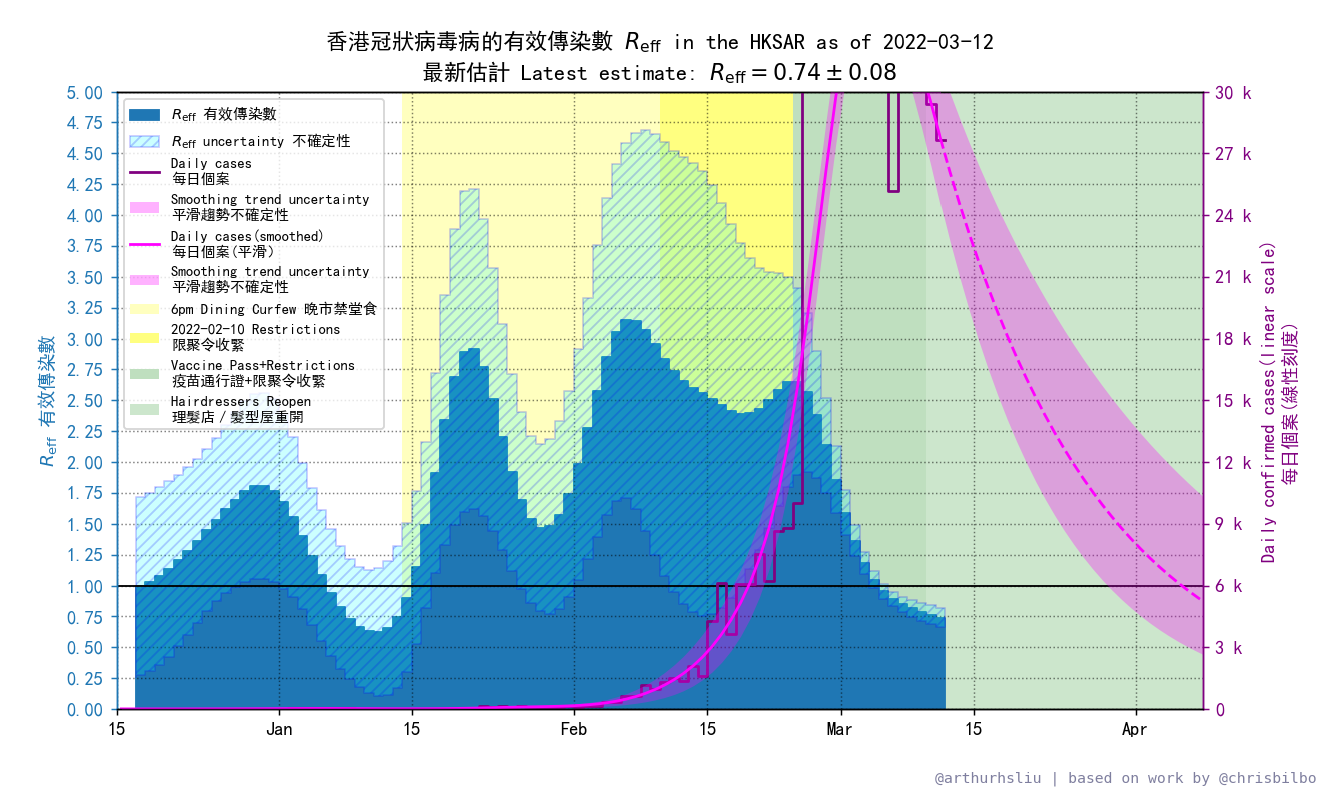 香港冠狀病毒病的有效傳染數 Reff in the HKSAR as of 2022-03-12
最新估計 Latest estimate: Reff = 0.74 ± 0.08
Reff 有效傳染數
Reff uncertainty 不確定性
Daily cases
每日個案
Smoothing trend uncertainty
平滑趨勢不確定性
Daily cases(smoothed)
每日個案(平滑)
Smoothing trend uncertainty
平滑趨勢不確定性
6pm Dining Curfew 晚市禁堂食
2022-02-10 Restrictions
限聚令收緊
Vaccine Pass+Restrictions
疫苗通行證+限聚令收緊
Hairdressers Reopen
理髮店/髮型屋重開
Reff 有效傳染數
5.00
4.75
4.50
4.25
4.00
3.75
3.50
3.25
3.00
2.75
2.50
2.25
2.00
1.75
1.50
1.25
1.00
0.75
0.50
0.25
0.00
30 k
27 k
24 k
21 k
18 k
15 k
12 k
9 k
6 k
3 k
0
Daily confirmed cases(linear scale)
每日個案(線性刻度)
15
Jan
15
Feb
15
Mar
15
Apr
@arthurhsliu | based on work by @chrisbilbo